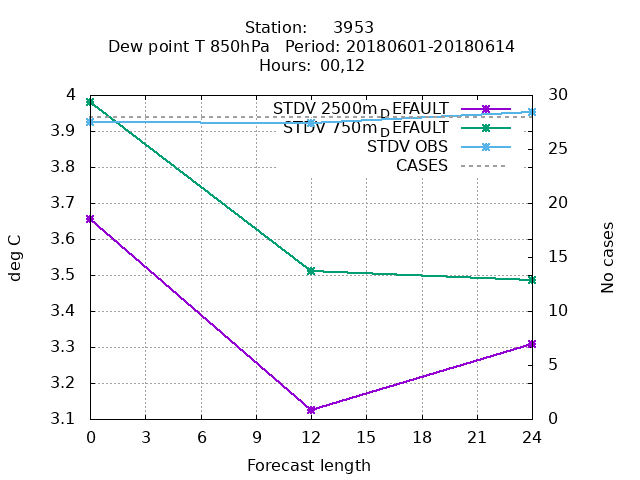 Station: 3953
Dew point T 850hPa Period: 20180601-20180614
Hours: 00,12
STDV 2500m_DEFAULT
STDV 750m_DEFAULT
STDV OBS
CASES
4
3.9
3.8
3.7
3.6
3.5
3.4
3.3
3.2
3.1
deg C
30
25
20
15
10
5
0
No cases
0 3 6 9 12 15 18 21 24
Forecast length